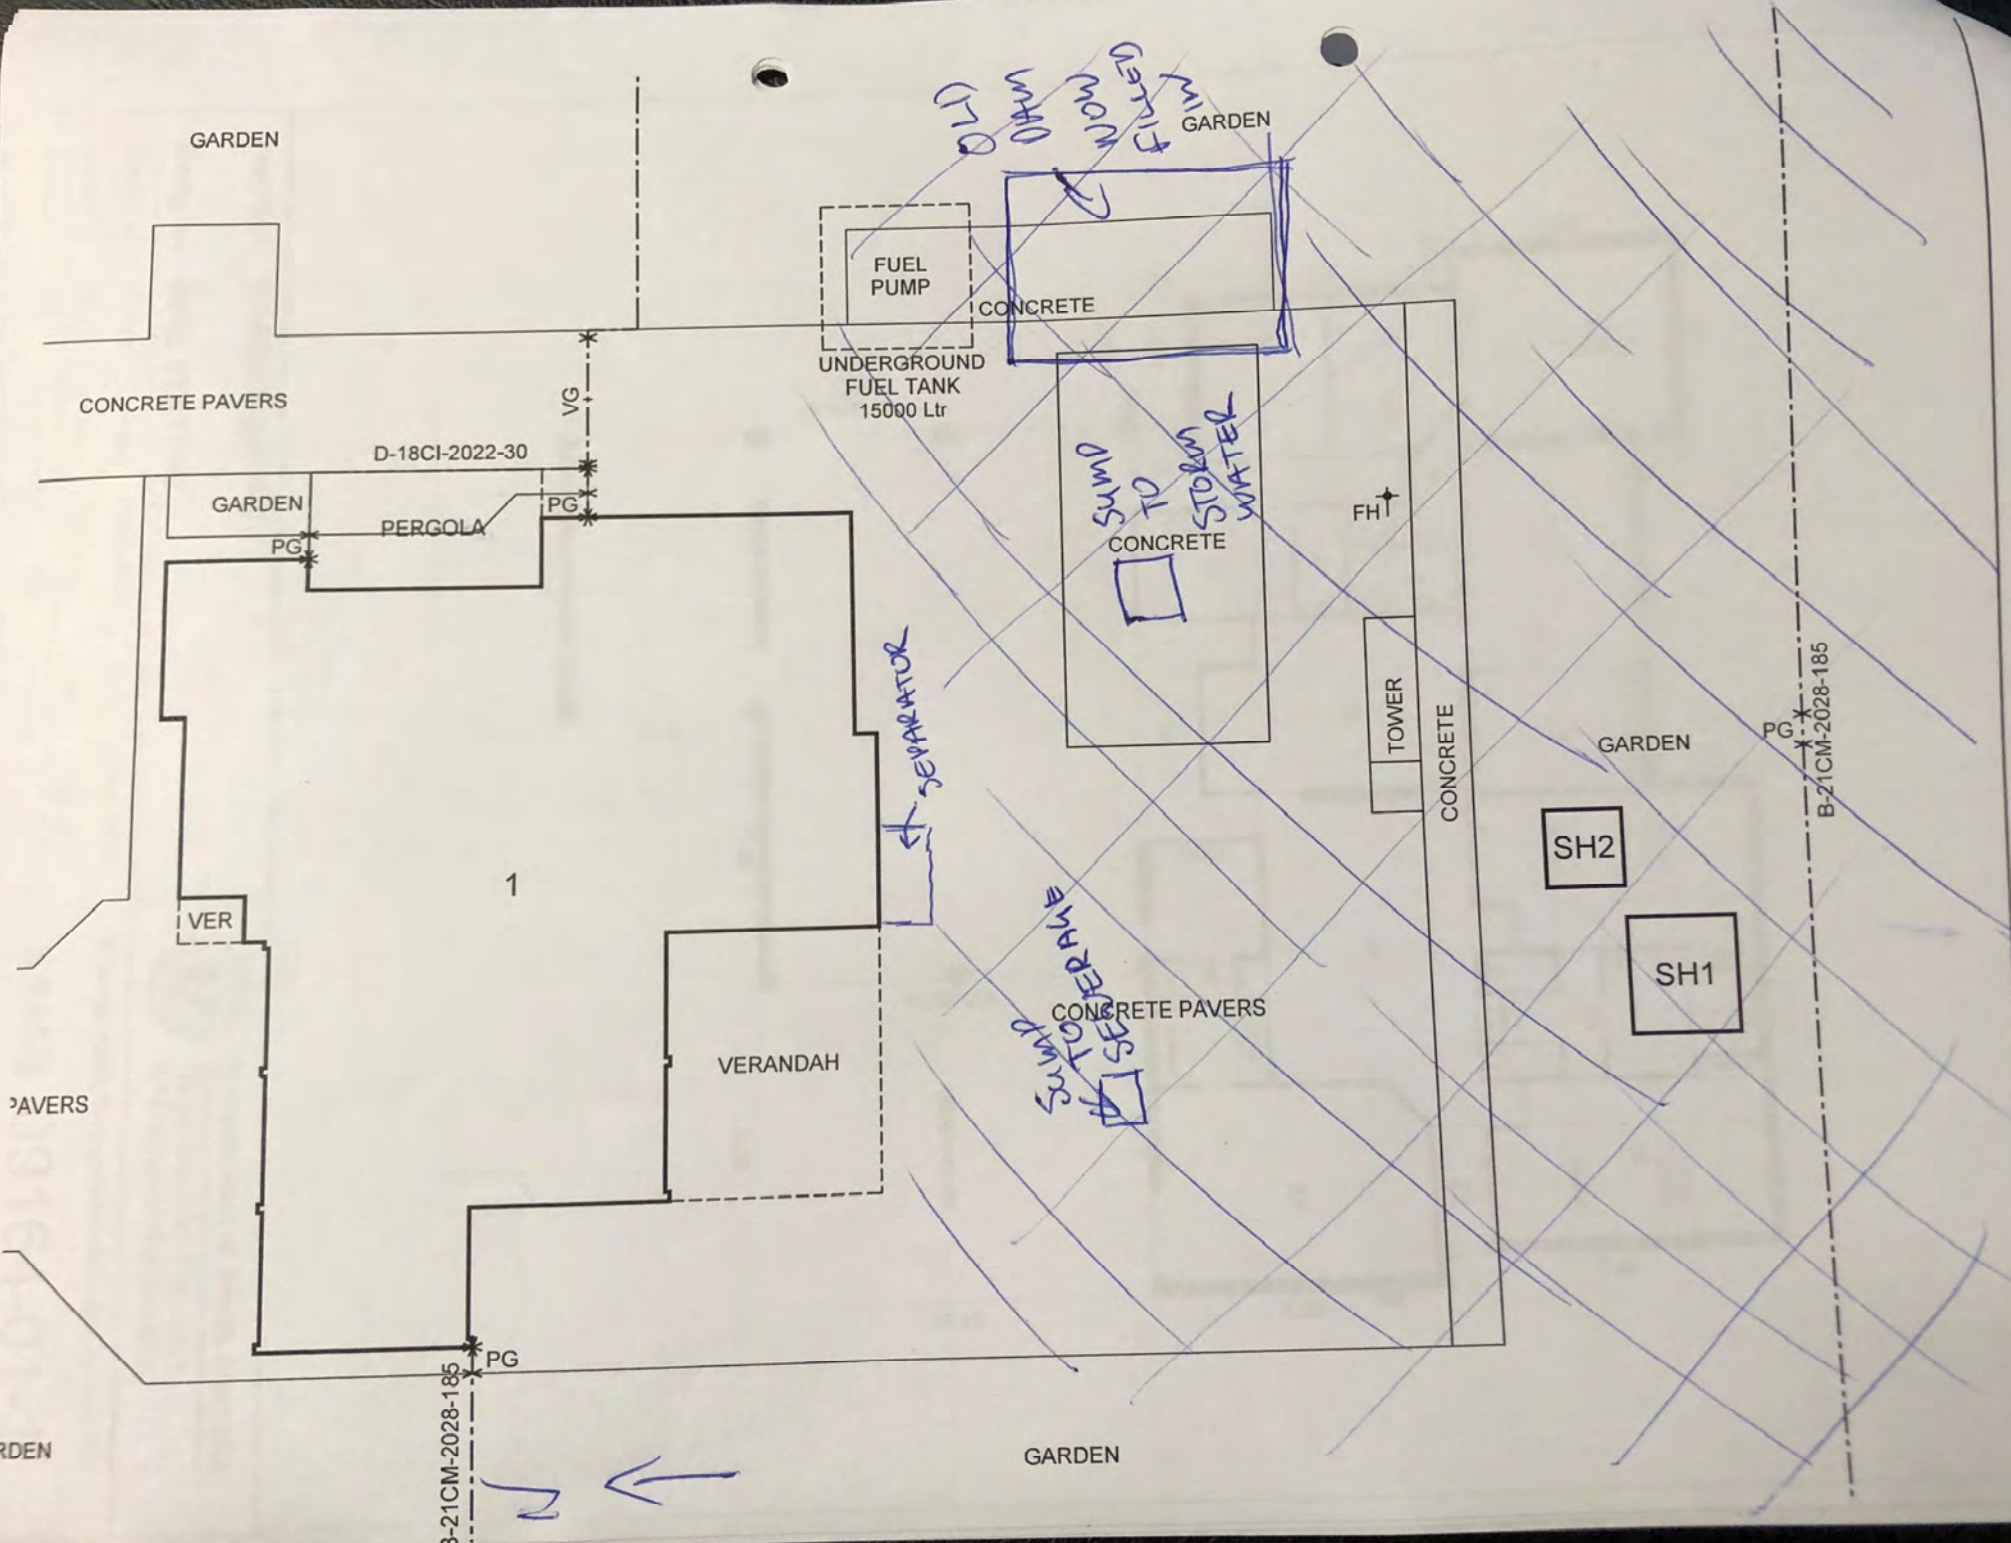 GARDEN
OLD
DAM
NOW
FILLED
IN
GARDEN
FUEL
PUMP
CONCRETE
UNDERGROUND
FUEL TANK
15000 Ltr
CONCRETE PAVERS
VG
D-18CI-2022-30
GARDEN
PERGOLA
PG
PG
SUMP
TO
STORM
WATER
CONCRETE
FH
TOWER
CONCRETE
GARDEN
PG
B-21CM-2028-185
SEPARATOR
SH2
SH1
1
VER
VERANDAH
SUMP
TO
SEWERAGE
CONCRETE PAVERS
PAVERS
PG
B-21CM-2028-185
GARDEN
RDEN